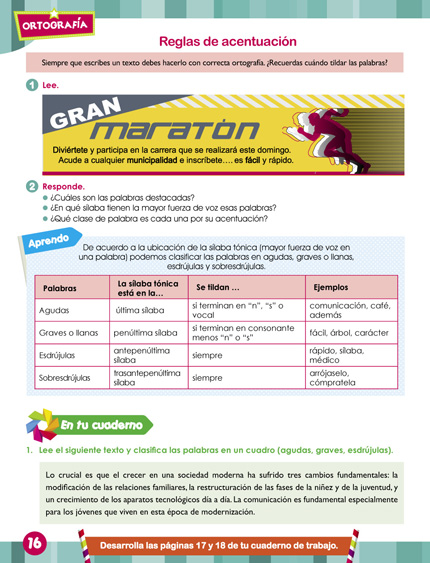 ORTOGRAFÍA
Reglas de acentuación
Siempre que escribes un texto debes hacerlo con correcta ortografía. ¿Recuerdas cuándo tildar las palabras?
1 Lee.
GRAN
maratón
Diviértete y participa en la carrera que se realizará este domingo.
Acude a cualquier municipalidad e inscríbete.... es fácil y rápido.
2 Responde.
¿Cuáles son las palabras destacadas?
¿En qué sílaba tienen la mayor fuerza de voz esas palabras?
¿Qué clase de palabra es cada una por su acentuación?
Aprendo
De acuerdo a la ubicación de la sílaba tónica (mayor fuerza de voz en
una palabra) podemos clasificar las palabras en agudas, graves o llanas,
esdrújulas y sobresdrújulas.
Palabras
La sílaba tónica
está en la...
Se tildan ...
Ejemplos
Agudas
última sílaba
si terminan en “n”, “s” o
vocal
comunicación, café,
además
Graves o llanas
penúltima sílaba
si terminan en consonante
menos “n” o “s”
fácil, árbol, carácter
Esdrújulas
antepenúltima
sílaba
siempre
rápido, sílaba,
médico
Sobresdrújulas
trasantepenúltima
sílaba
siempre
arrójaselo,
cómpratela
En tu cuaderno
1. Lee el siguiente texto y clasifica las palabras en un cuadro (agudas, graves, esdrújulas).
Lo crucial es que el crecer en una sociedad moderna ha sufrido tres cambios fundamentales: la
modificación de las relaciones familiares, la restructuración de las fases de la niñez y de la juventud, y
un crecimiento de los aparatos tecnológicos día a día. La comunicación es fundamental especialmente
para los jóvenes que viven en esta época de modernización.
16
Desarrolla las páginas 17 y 18 de tu cuaderno de trabajo.